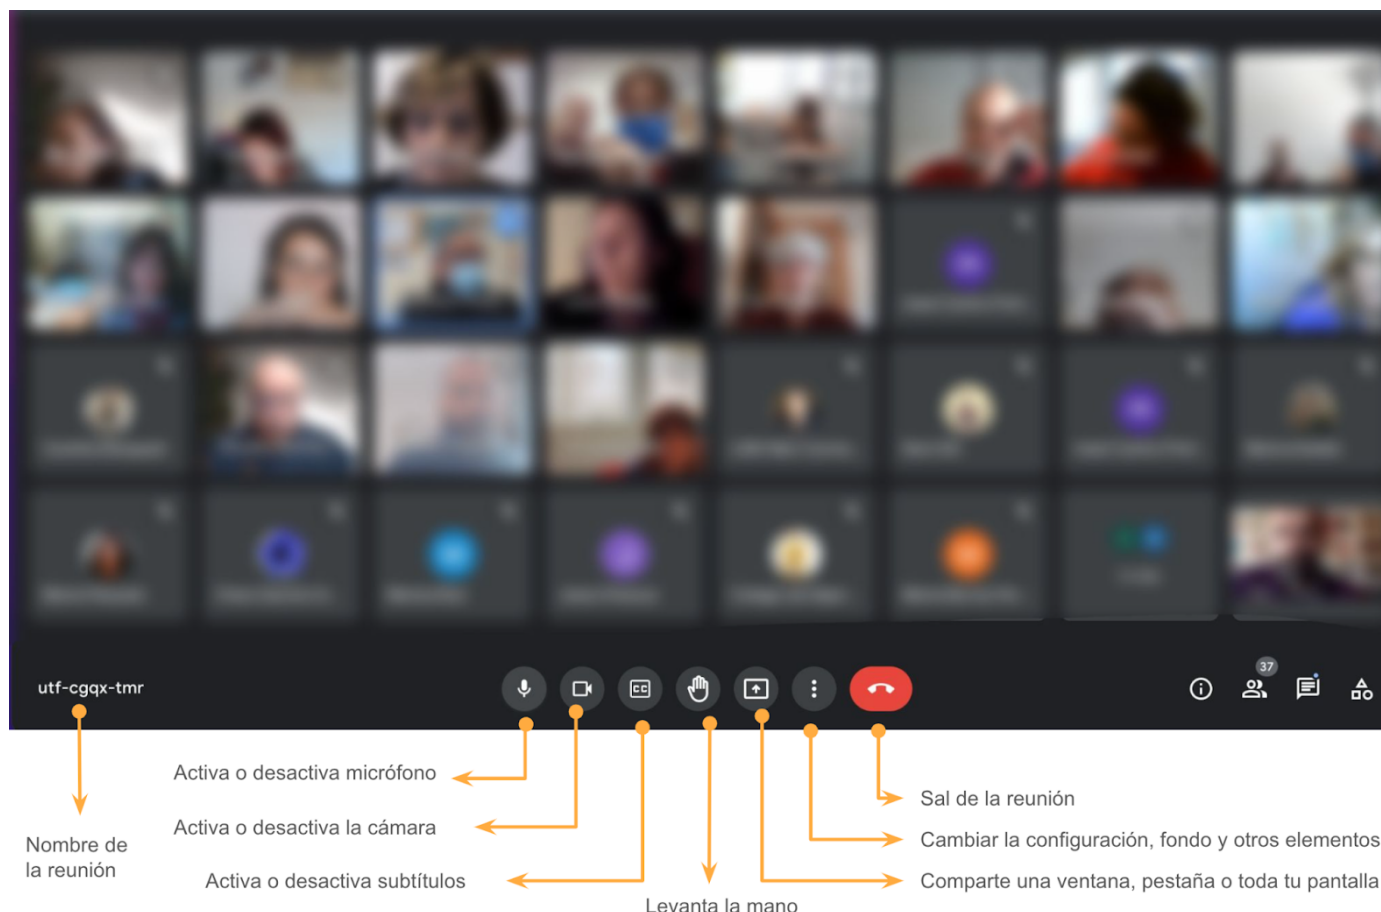 utf-cgqx-tmr
37
Activa o desactiva micrófono
Activa o desactiva la cámara
Activa o desactiva subtítulos
Nombre de
la reunión
Levanta la mano
Sal de la reunión
Cambiar la configuración, fondo y otros elementos
Comparte una ventana, pestaña o toda tu pantalla